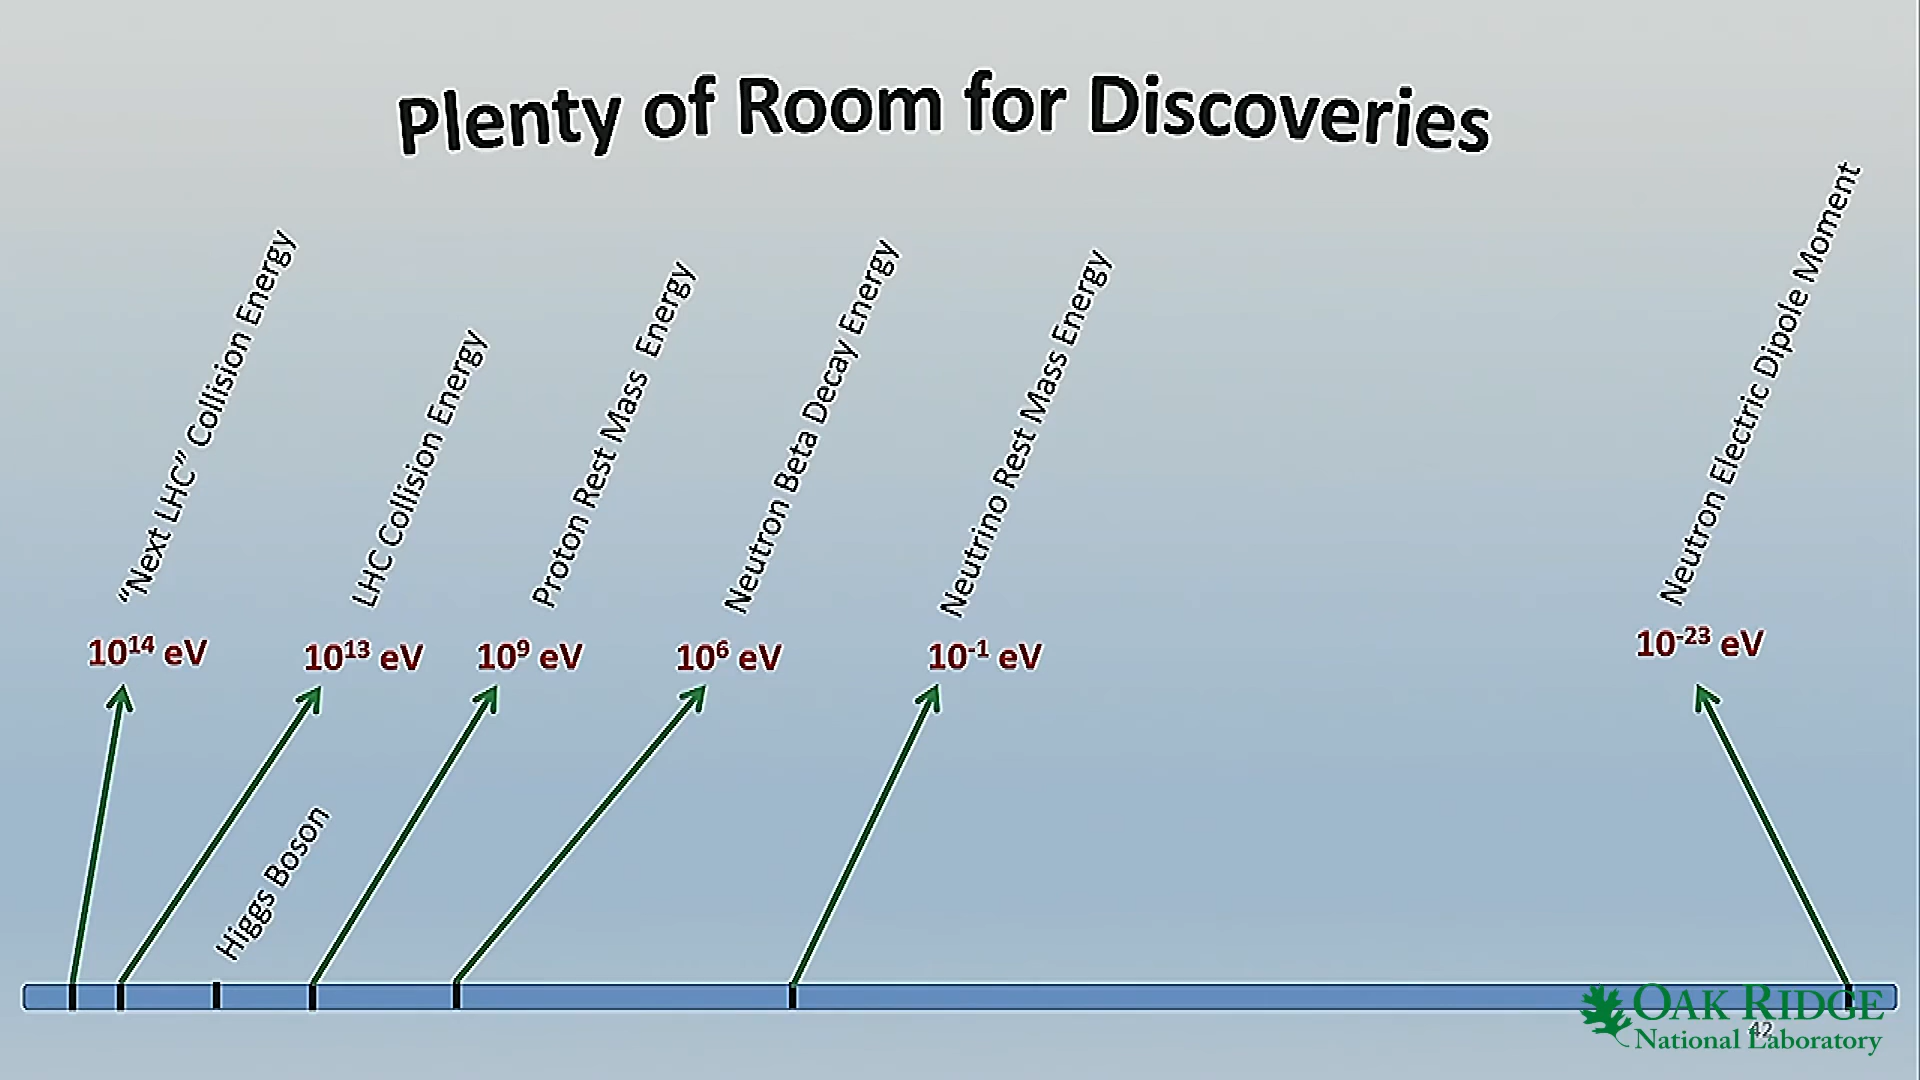 Plenty of Room for Discoveries
“Next LHC” Collision Energy
LHC Collision Energy
Proton Rest Mass Energy
Neutron Beta Decay Energy
Neutrino Rest Mass Energy
Neutron Electric Dipole Moment
10¹⁴ eV
10¹³ eV
10⁹ eV
10⁶ eV
10⁻¹ eV
10⁻²³ eV
Higgs Boson
OAK RIDGE
National Laboratory
42